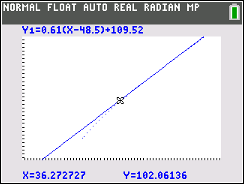 NORMAL FLOAT AUTO REAL RADIAN MP
Y1=0.61(X-48.5)+109.52
X=36.272727 Y=102.06136